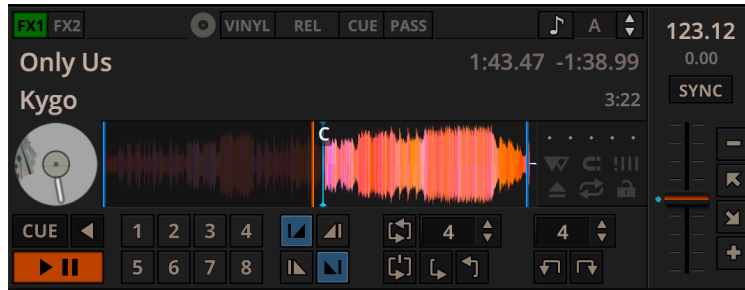 FX1 FX2 VINYL REL CUE PASS A 123.12
Only Us 1:43.47 -1:38.99 0.00
Kygo 3:22 SYNC
C
CUE 1 2 3 4 4 4
5 6 7 8